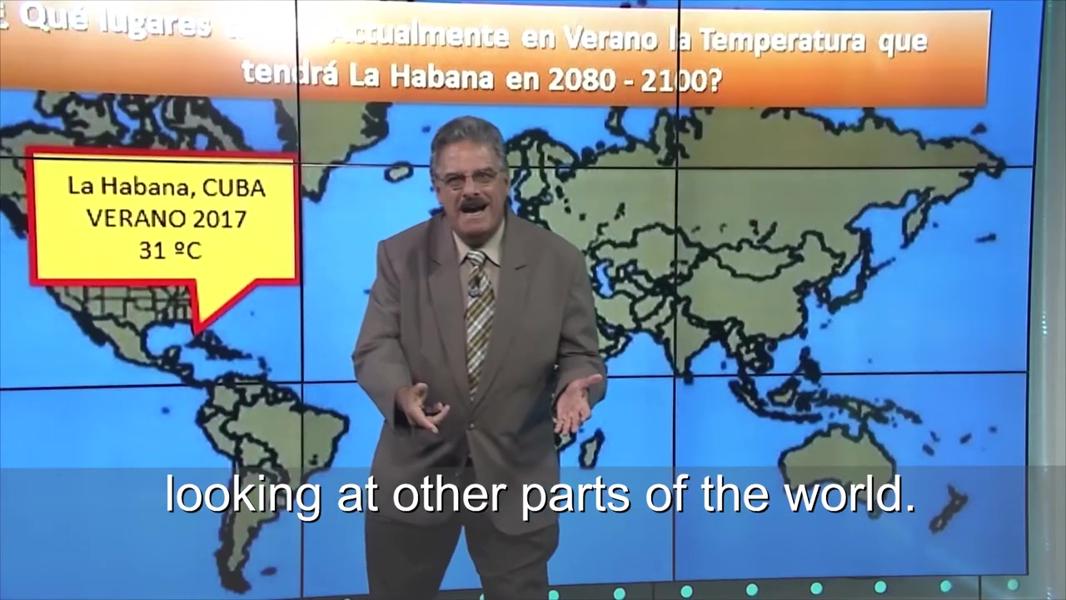 ¿ Qué lugares Actualmente en Verano la Temperatura que
tendrá La Habana en 2080 - 2100?
La Habana, CUBA
VERANO 2017
31 ºC
looking at other parts of the world.